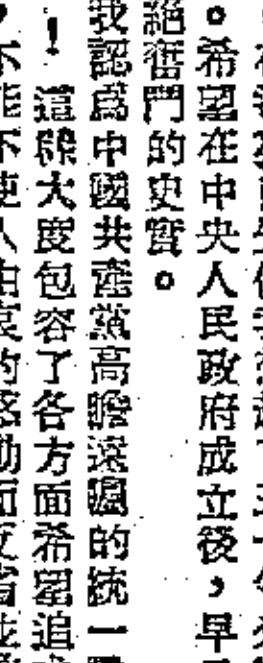 。希望在中央人民政府成立後，早
絕奮鬥的史實。
我認爲中國共產黨高瞻遠矚的統一
！這樣大度包容了各方面希望追
，不能不使人由衷的感動而反省